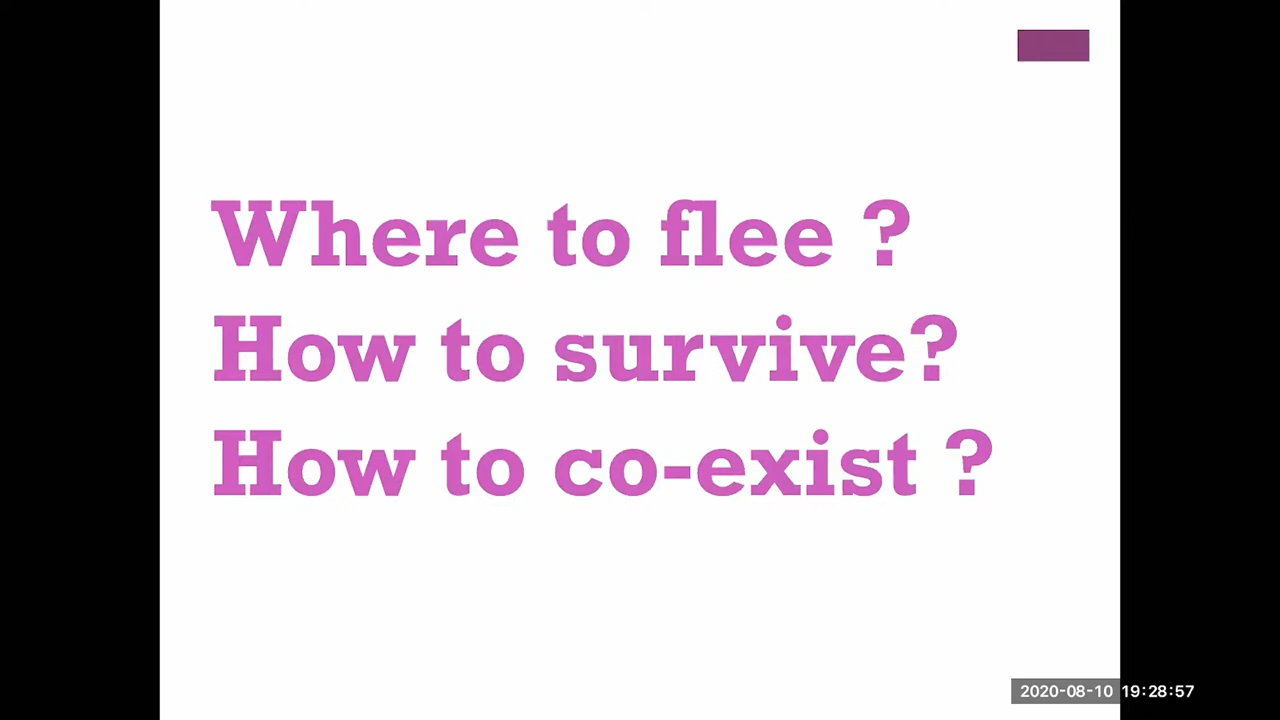 Where to flee ?
How to survive?
How to co-exist ?
2020-08-10 19:28:57